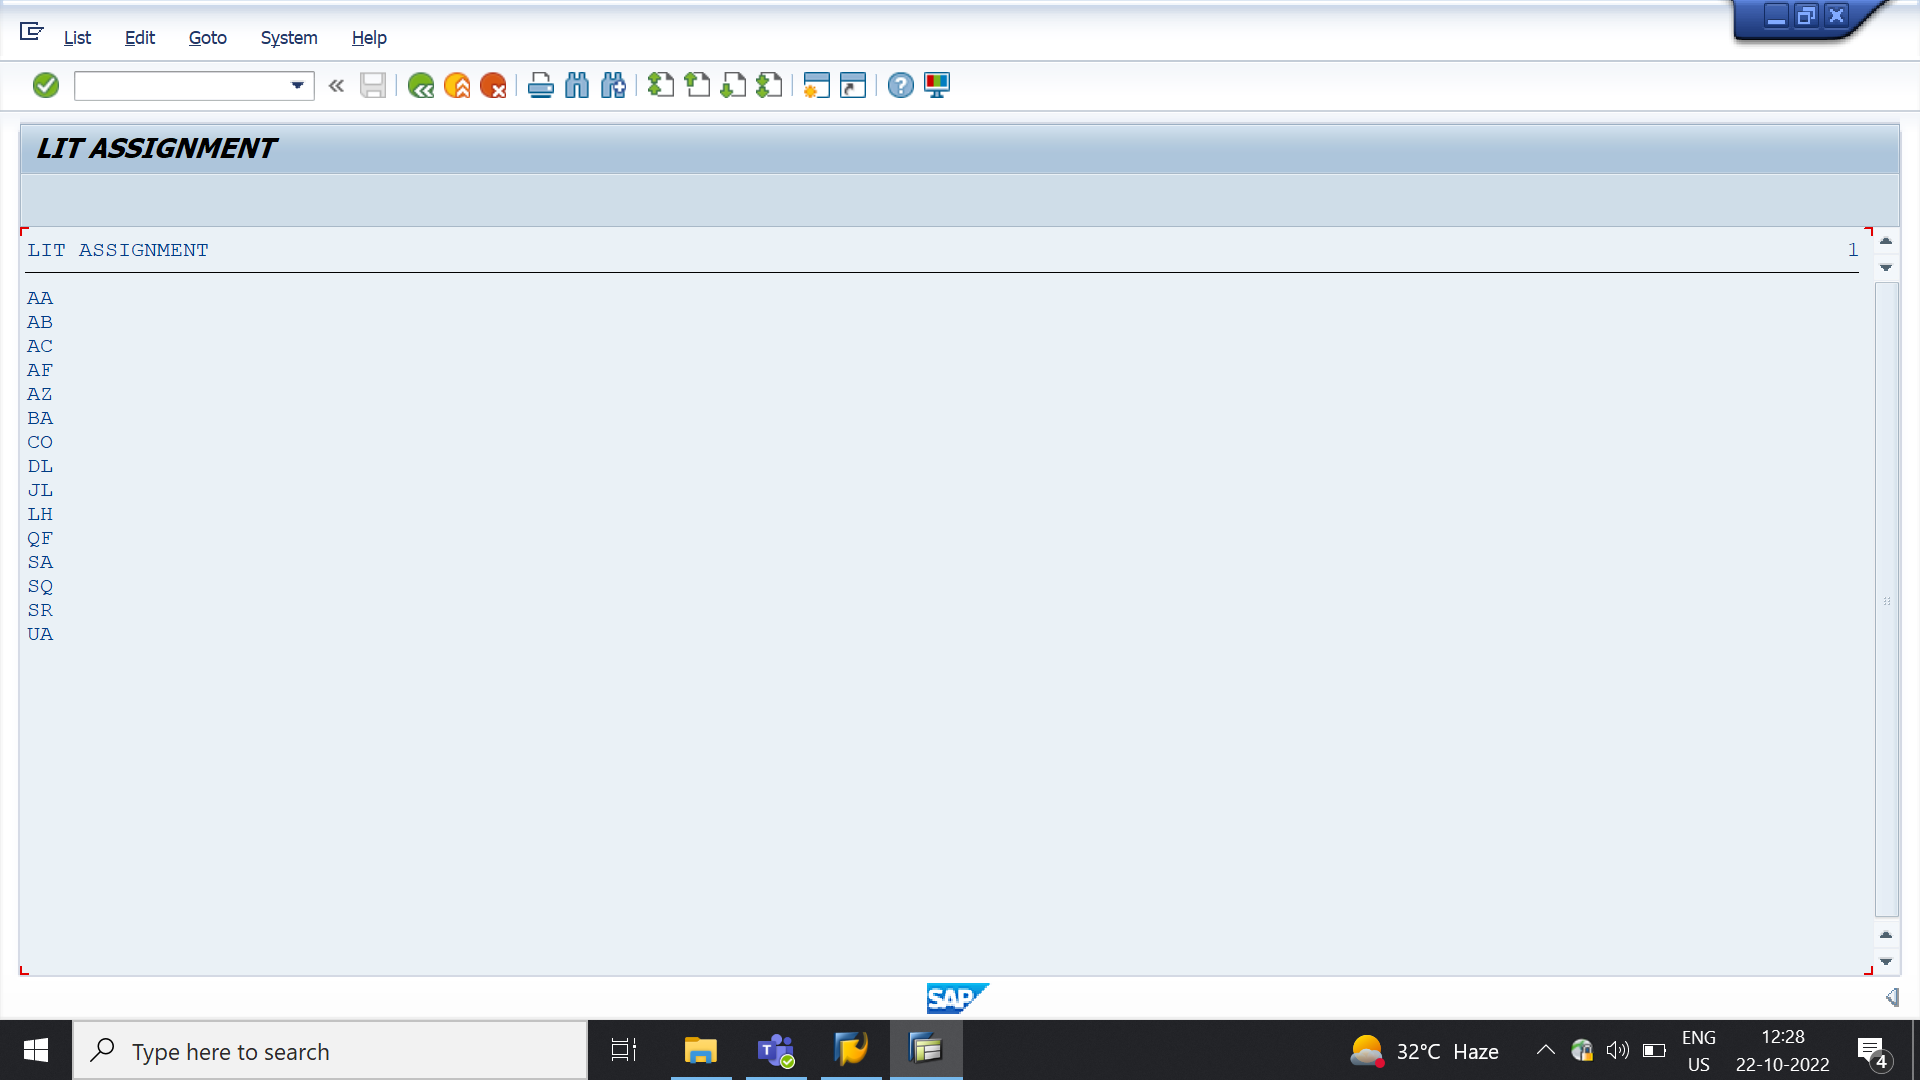 List Edit Goto System Help
LIT ASSIGNMENT
LIT ASSIGNMENT 1
AA
AB
AC
AF
AZ
BA
CO
DL
JL
LH
QF
SA
SQ
SR
UA
SAP
Type here to search
32°C Haze
ENG
US
12:28
22-10-2022
4